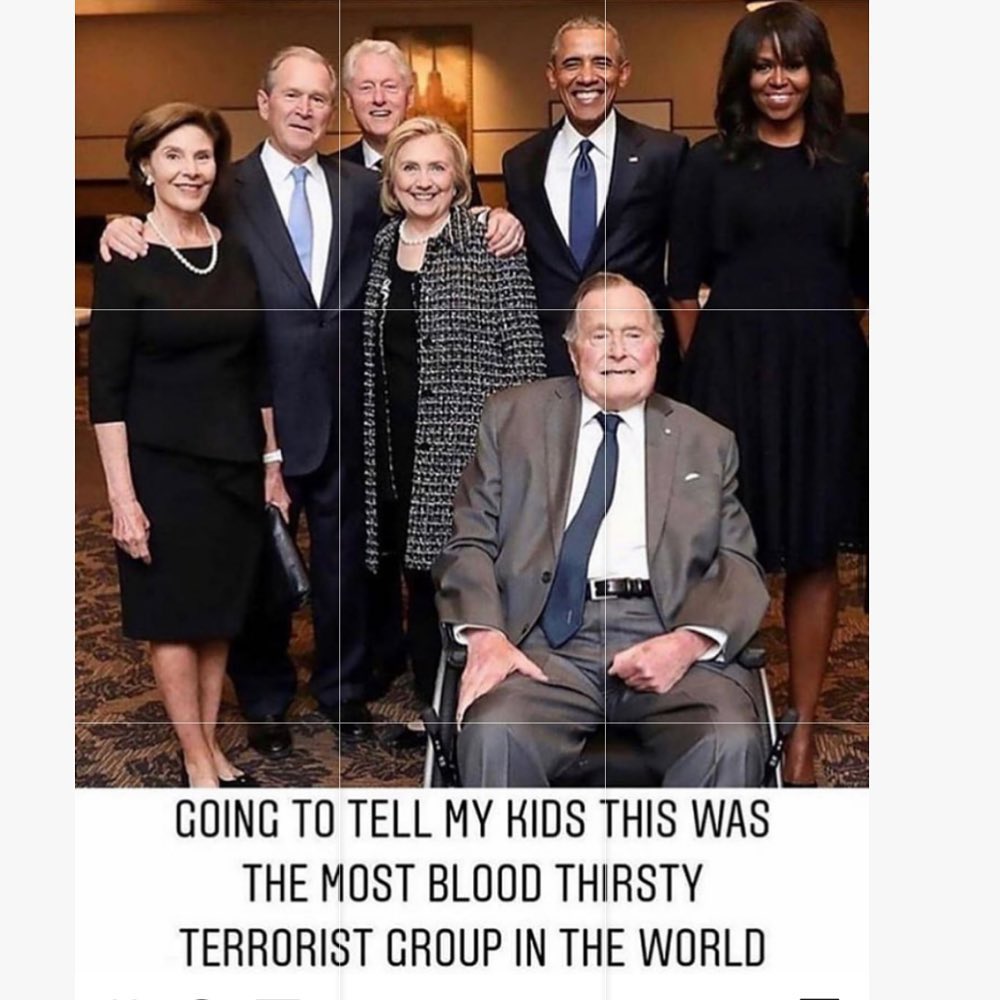 GOING TO TELL MY KIDS THIS WAS
THE MOST BLOOD THIRSTY
TERRORIST GROUP IN THE WORLD